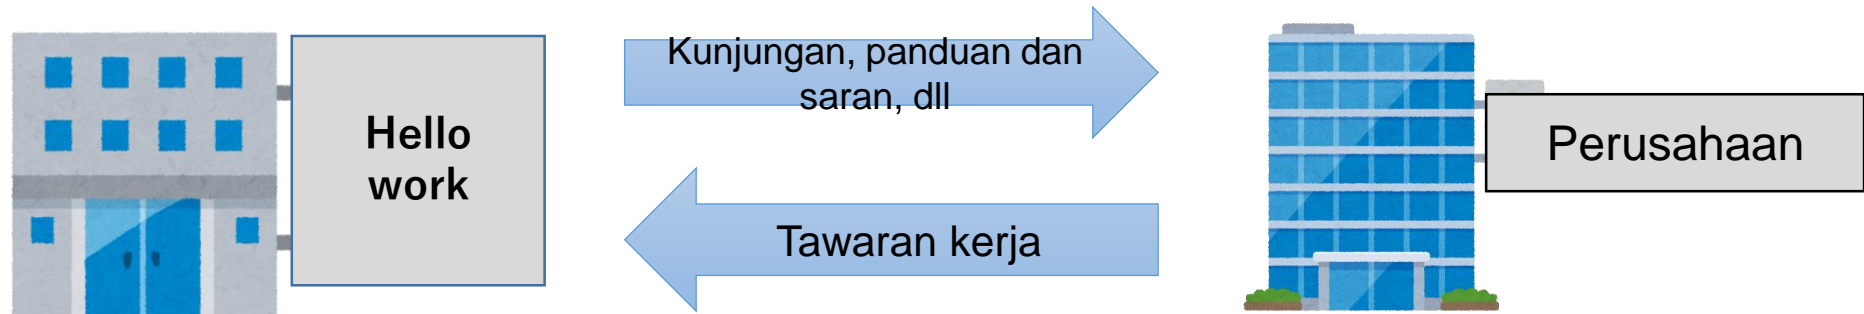 Hello
work
Kunjungan, panduan dan
saran, dll
Tawaran kerja
Perusahaan